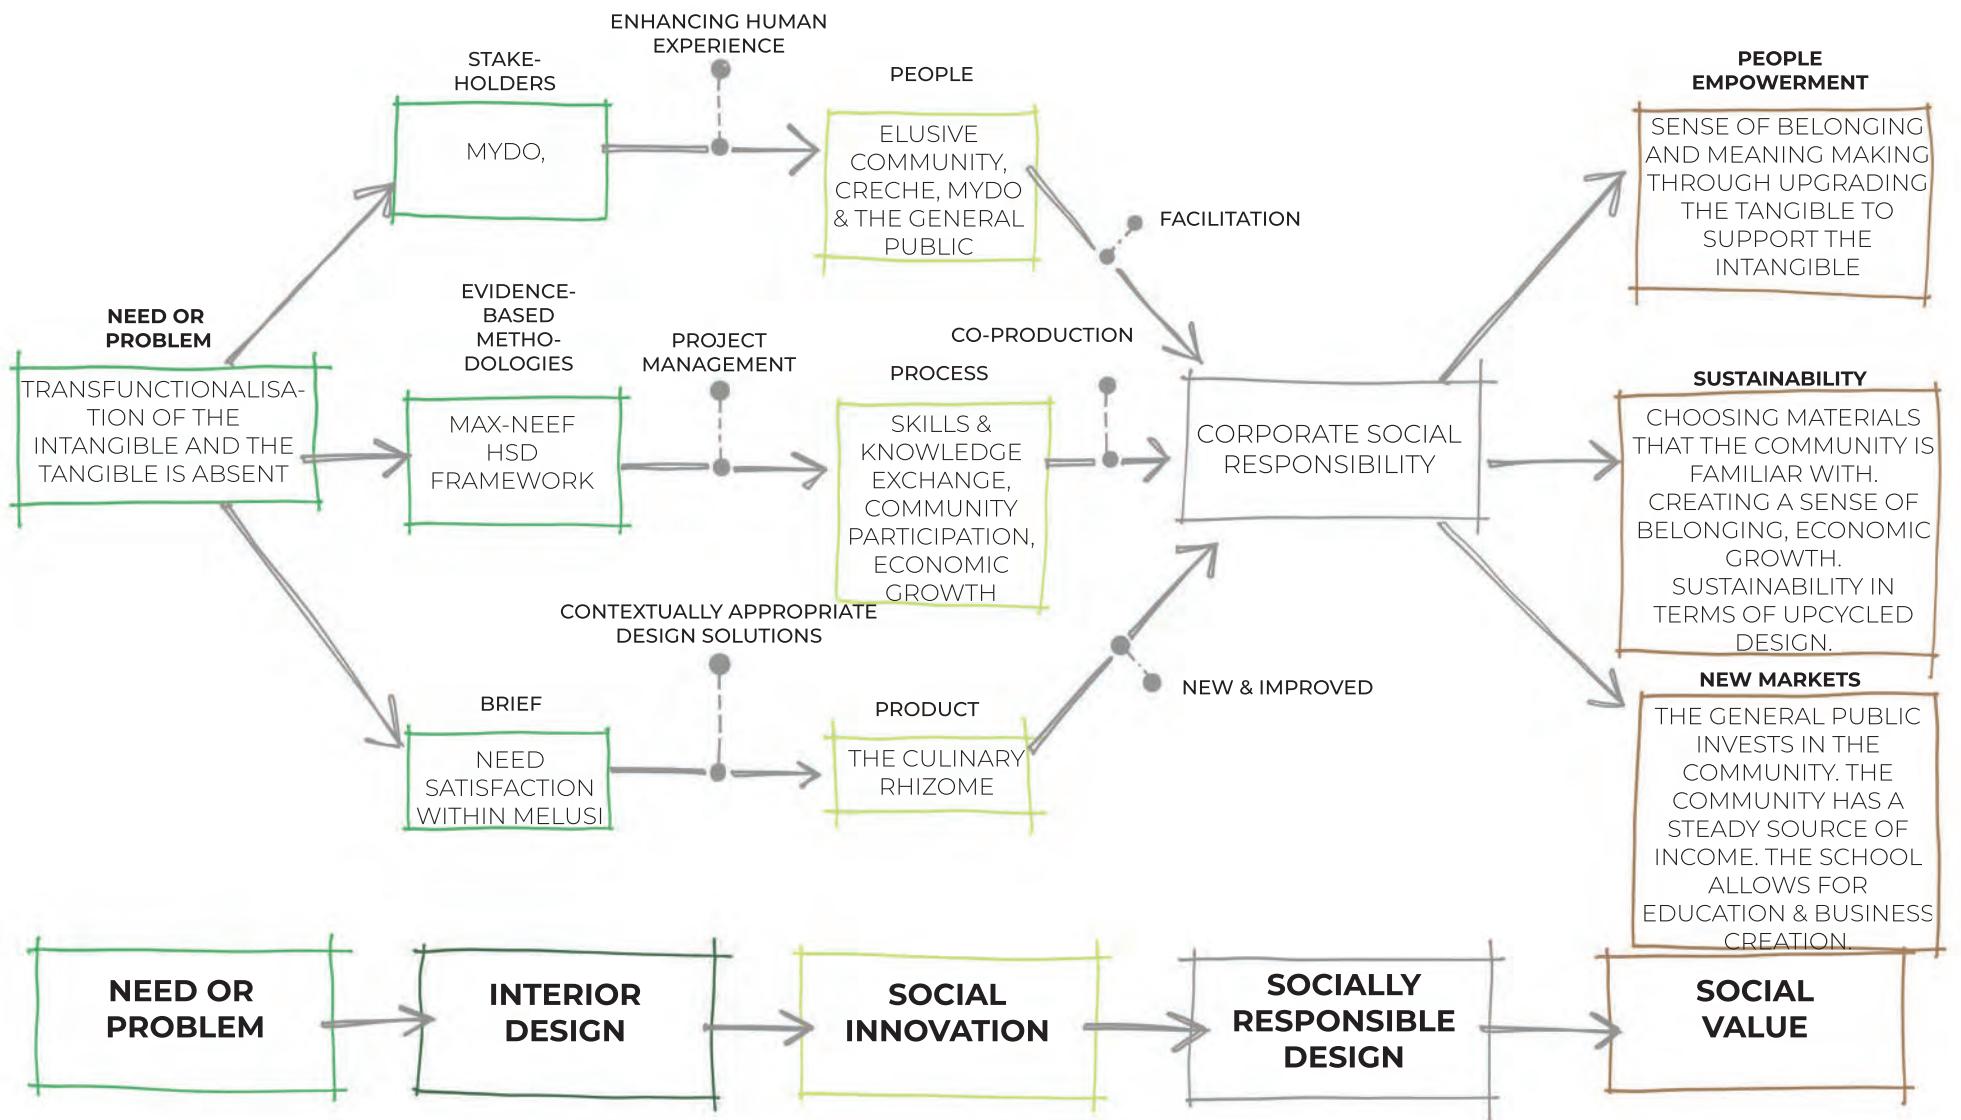 NEED OR
PROBLEM
TRANSFUNCTIONALISA-
TION OF THE
INTANGIBLE AND THE
TANGIBLE IS ABSENT
STAKE-
HOLDERS
MYDO,
EVIDENCE-
BASED
METHO-
DOLOGIES
MAX-NEEF
HSD
FRAMEWORK
BRIEF
NEED
SATISFACTION
WITHIN MELUSI
ENHANCING HUMAN
EXPERIENCE
PROJECT
MANAGEMENT
CONTEXTUALLY APPROPRIATE
DESIGN SOLUTIONS
PEOPLE
ELUSIVE
COMMUNITY,
CRECHE, MYDO
& THE GENERAL
PUBLIC
PROCESS
SKILLS &
KNOWLEDGE
EXCHANGE,
COMMUNITY
PARTICIPATION,
ECONOMIC
GROWTH
PRODUCT
THE CULINARY
RHIZOME
FACILITATION
CO-PRODUCTION
NEW & IMPROVED
CORPORATE SOCIAL
RESPONSIBILITY
PEOPLE
EMPOWERMENT
SENSE OF BELONGING
AND MEANING MAKING
THROUGH UPGRADING
THE TANGIBLE TO
SUPPORT THE
INTANGIBLE
SUSTAINABILITY
CHOOSING MATERIALS
THAT THE COMMUNITY IS
FAMILIAR WITH.
CREATING A SENSE OF
BELONGING, ECONOMIC
GROWTH.
SUSTAINABILITY IN
TERMS OF UPCYCLED
DESIGN.
NEW MARKETS
THE GENERAL PUBLIC
INVESTS IN THE
COMMUNITY. THE
COMMUNITY HAS A
STEADY SOURCE OF
INCOME. THE SCHOOL
ALLOWS FOR
EDUCATION & BUSINESS
CREATION.
NEED OR
PROBLEM
INTERIOR
DESIGN
SOCIAL
INNOVATION
SOCIALLY
RESPONSIBLE
DESIGN
SOCIAL
VALUE